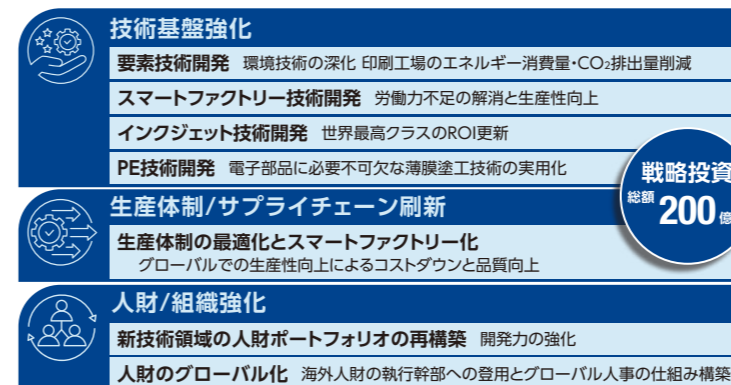 技術基盤強化
要素技術開発 環境技術の深化 印刷工場のエネルギー消費量・CO₂排出量削減
スマートファクトリー技術開発 労働力不足の解消と生産性向上
インクジェット技術開発 世界最高クラスのROI更新
PE技術開発 電子部品に必要不可欠な薄膜塗工技術の実用化
戦略投資
総額 200億
生産体制/サプライチェーン刷新
生産体制の最適化とスマートファクトリー化
グローバルでの生産性向上によるコストダウンと品質向上
人財/組織強化
新技術領域の人財ポートフォリオの再構築 開発力の強化
人財のグローバル化 海外人財の執行幹部への登用とグローバル人事の仕組み構築